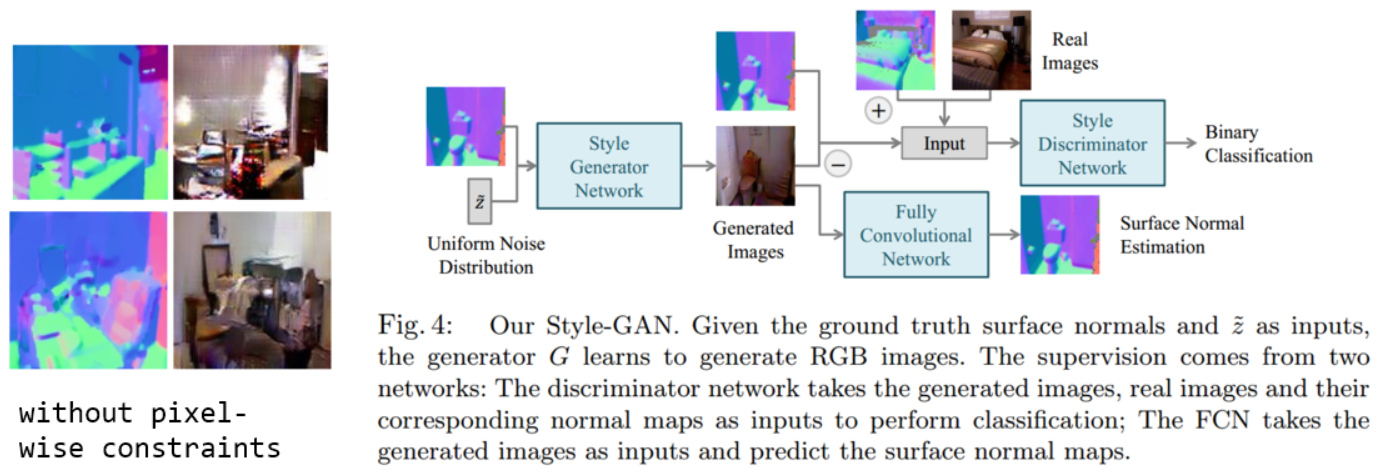 without pixel-
wise constraints
z̃
Uniform Noise
Distribution
Style
Generator
Network
Generated
Images
+
−
Real
Images
Input
Style
Discriminator
Network
Binary
Classification
Fully
Convolutional
Network
Surface Normal
Estimation
Fig. 4: Our Style-GAN. Given the ground truth surface normals and z̃ as inputs,
the generator G learns to generate RGB images. The supervision comes from two
networks: The discriminator network takes the generated images, real images and their
corresponding normal maps as inputs to perform classification; The FCN takes the
generated images as inputs and predict the surface normal maps.